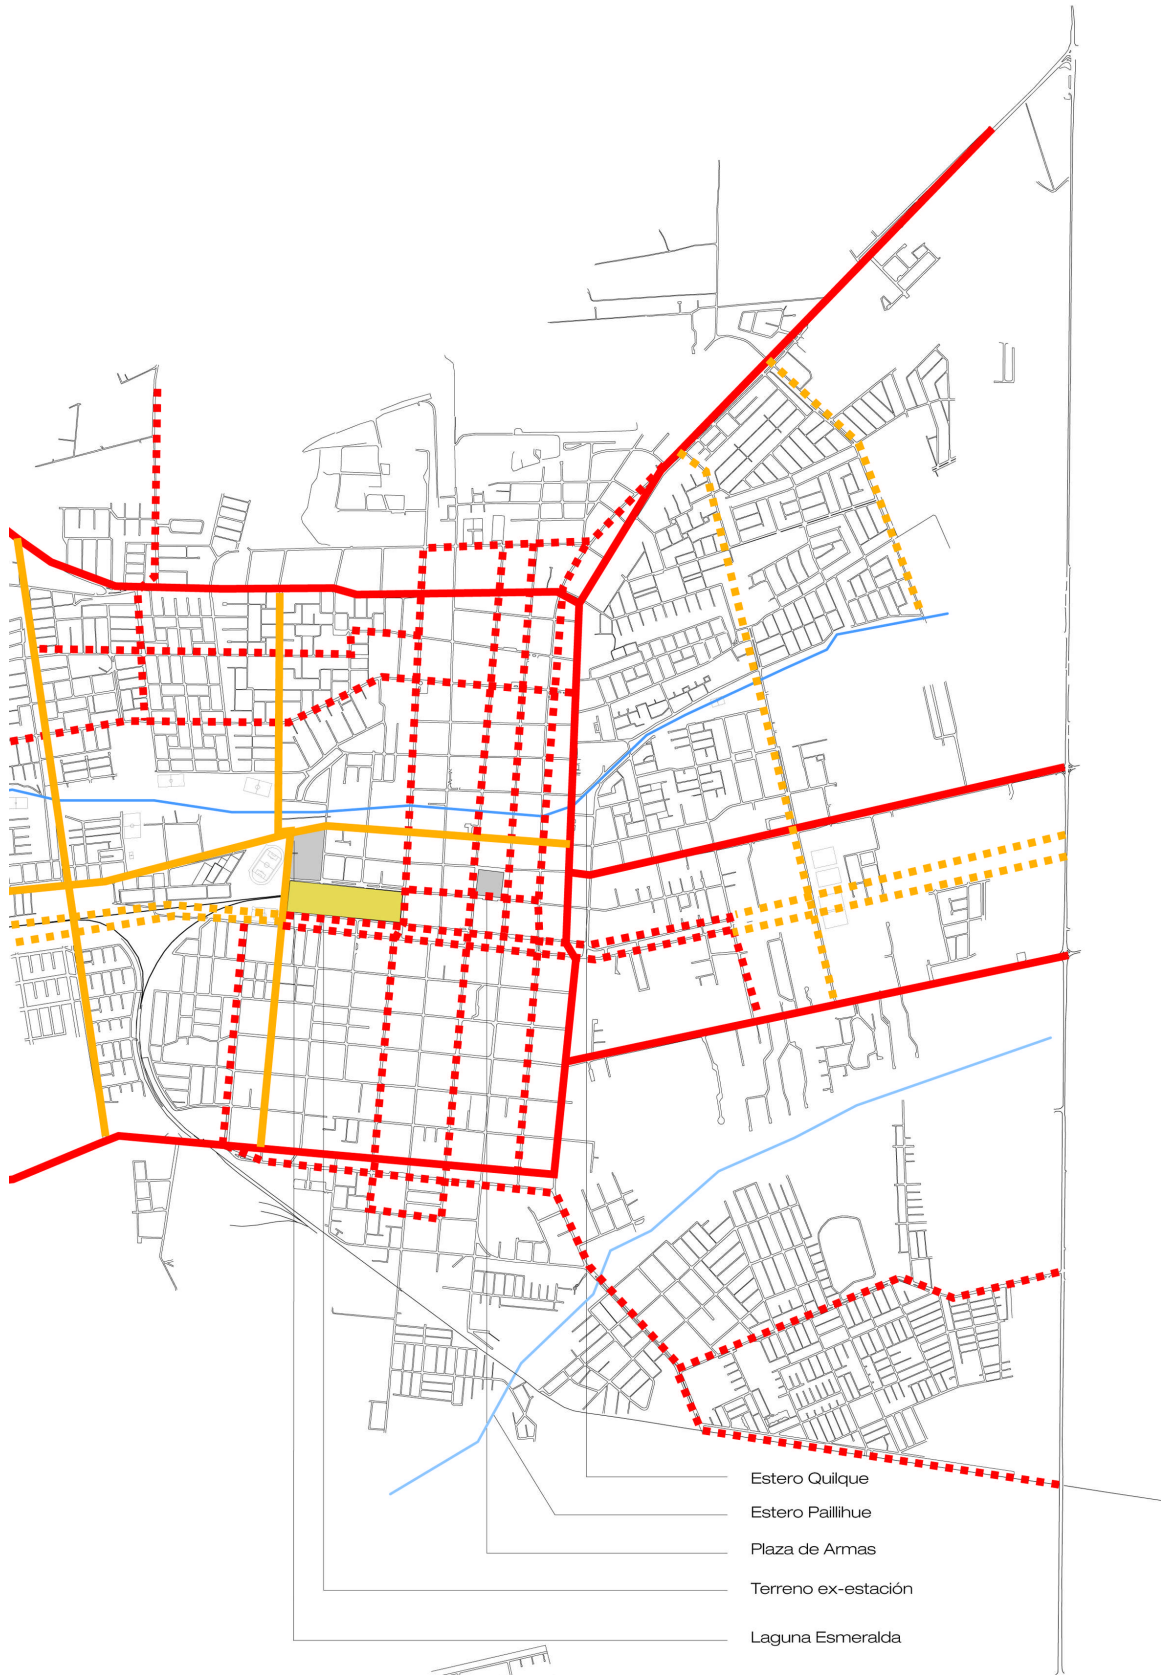 Estero Quilque
Estero Paillihue
Plaza de Armas
Terreno ex-estación
Laguna Esmeralda